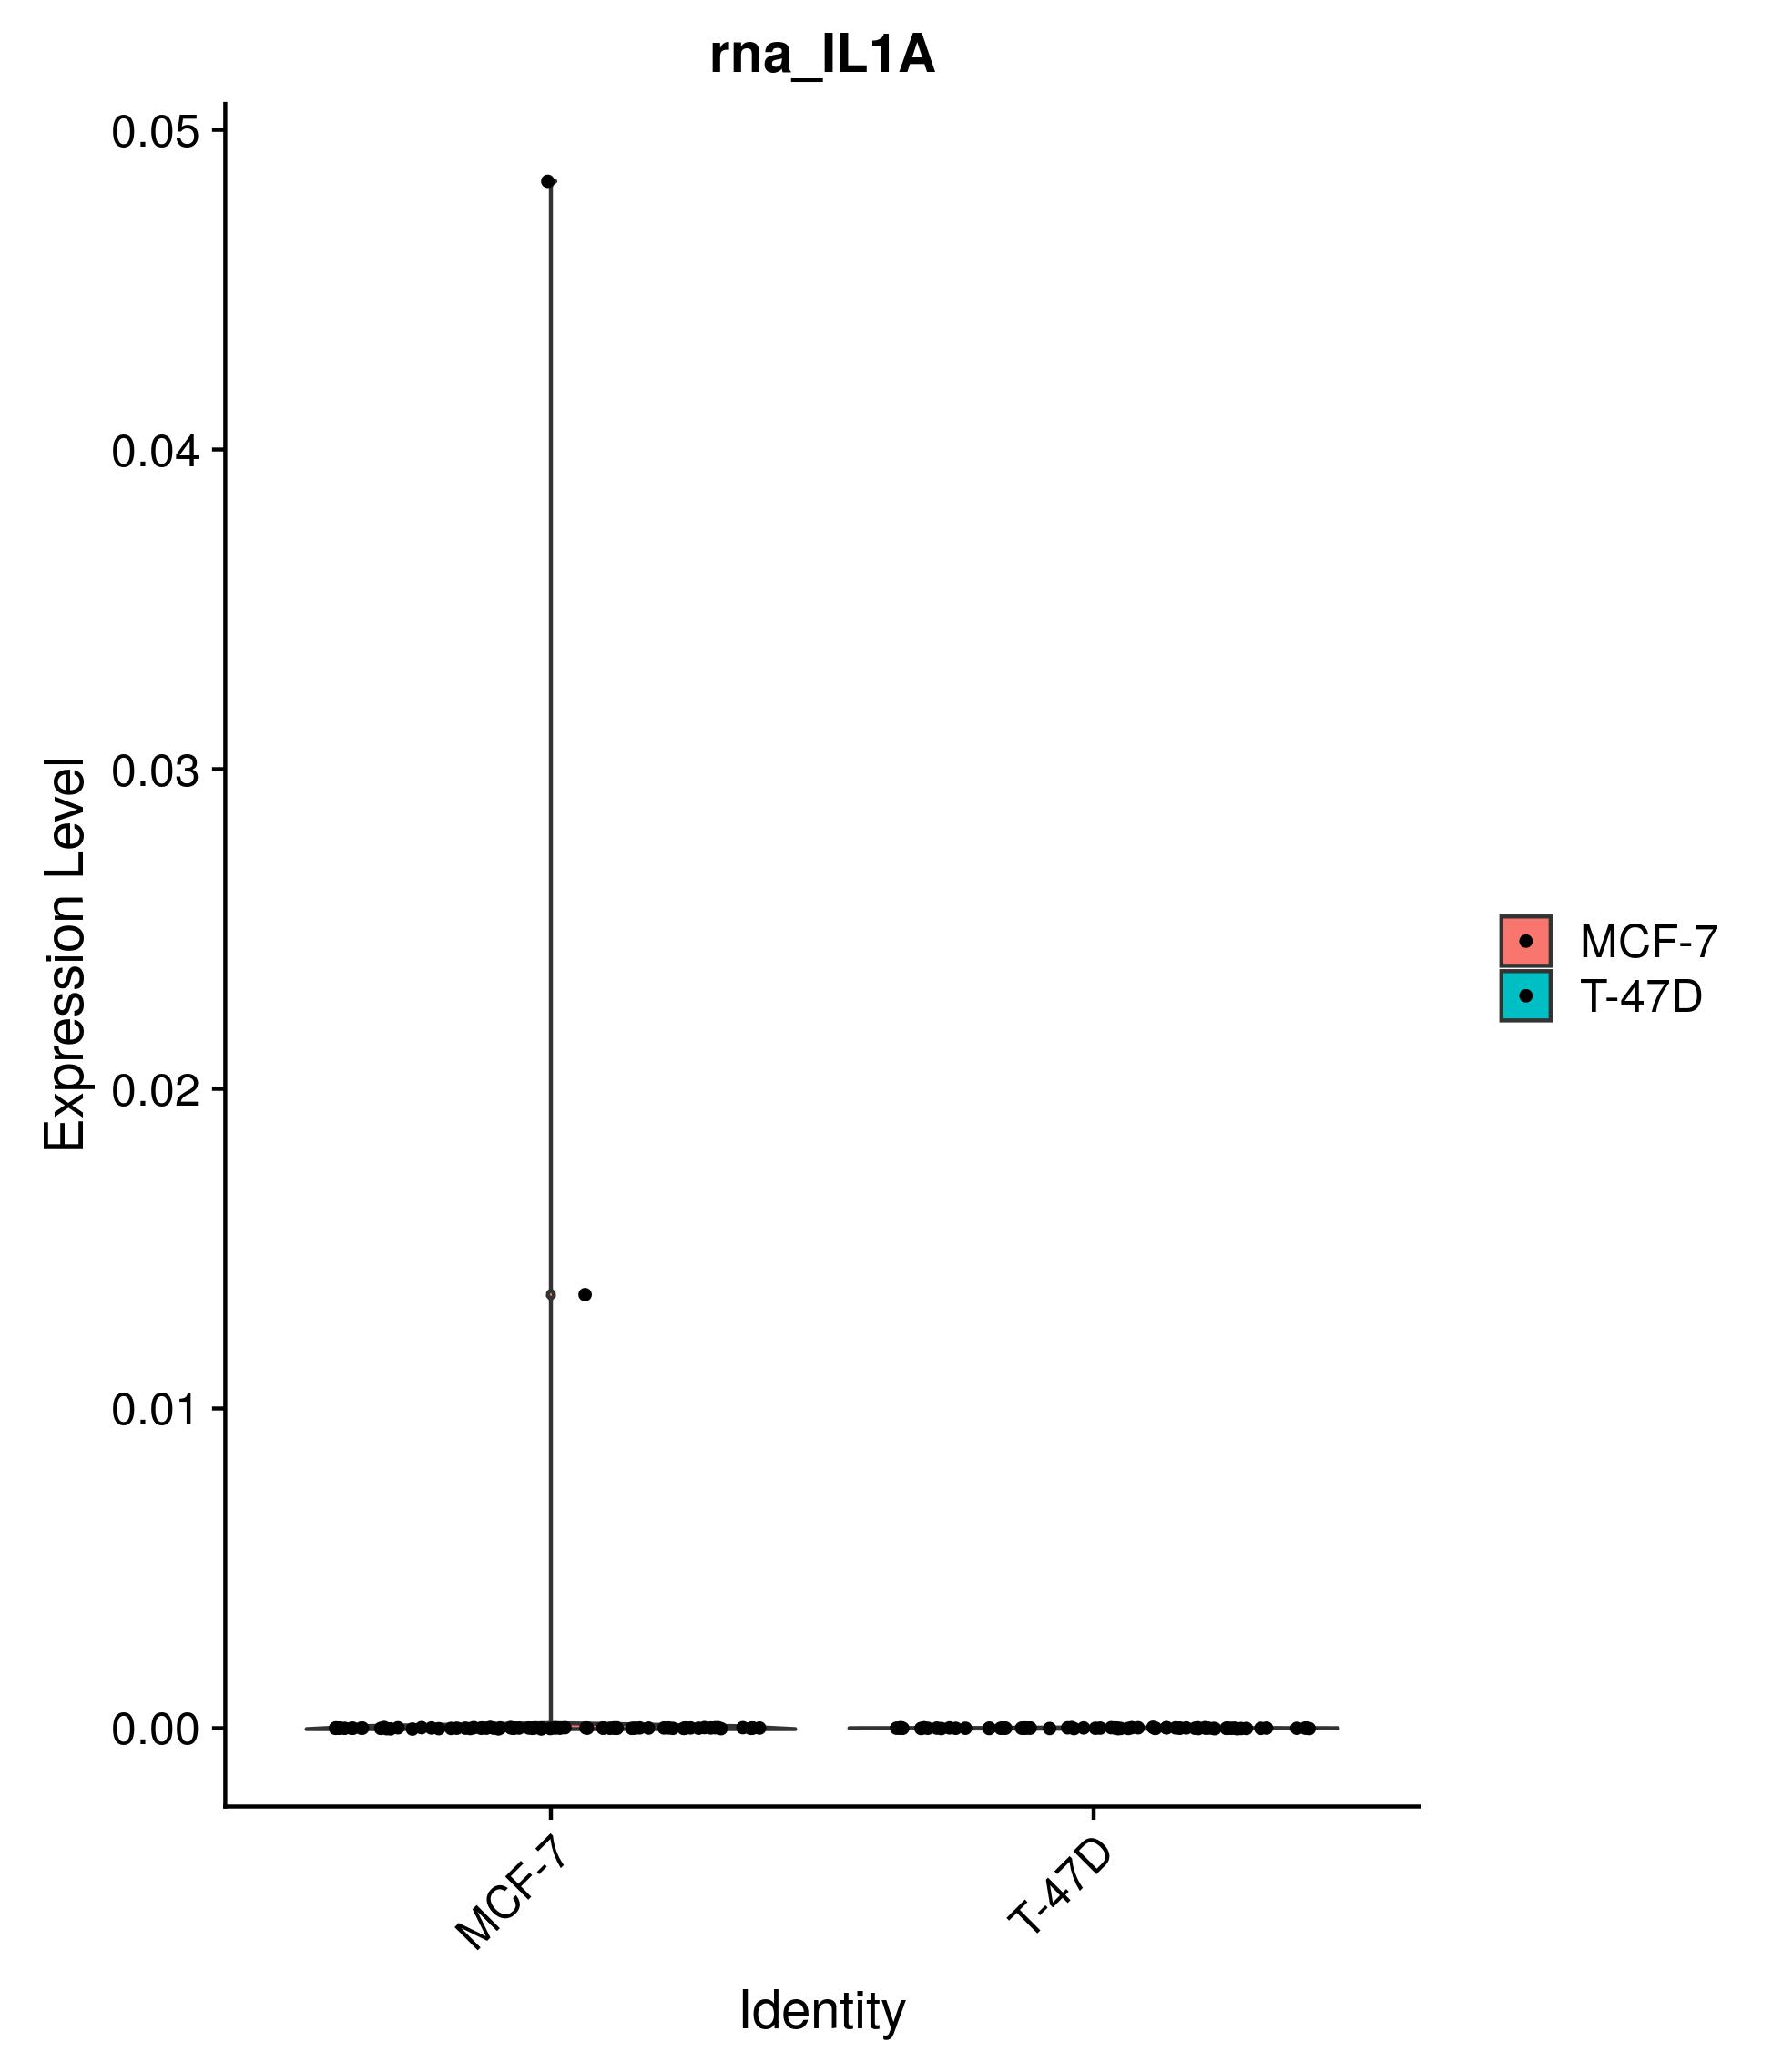 rna_IL1A
Expression Level
0.05
0.04
0.03
0.02
0.01
0.00
MCF-7
T-47D
Identity
MCF-7
T-47D